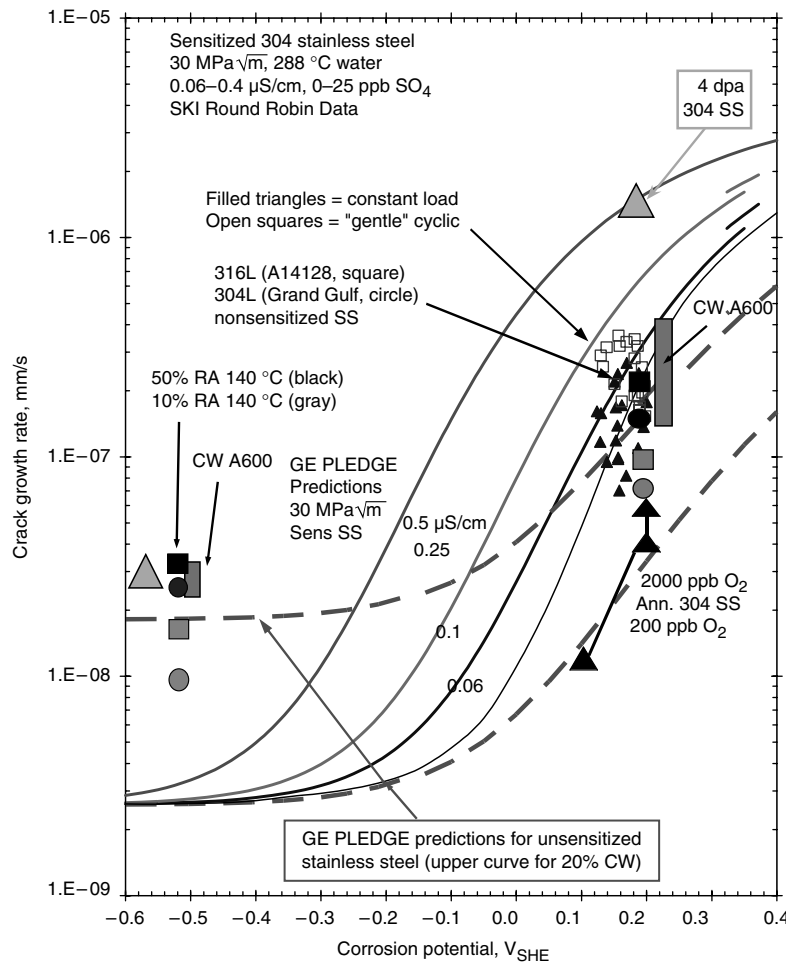 1.E−05
Sensitized 304 stainless steel
30 MPa√m, 288 °C water
0.06–0.4 µS/cm, 0–25 ppb SO4
SKI Round Robin Data
4 dpa
304 SS
Filled triangles = constant load
Open squares = "gentle" cyclic
1.E−06
316L (A14128, square)
304L (Grand Gulf, circle)
nonsensitized SS
CW A600
Crack growth rate, mm/s
50% RA 140 °C (black)
10% RA 140 °C (gray)
CW A600
1.E−07
GE PLEDGE
Predictions
30 MPa√m
Sens SS
0.5 µS/cm
0.25
0.1
0.06
2000 ppb O2
Ann. 304 SS
200 ppb O2
1.E−08
GE PLEDGE predictions for unsensitized
stainless steel (upper curve for 20% CW)
1.E−09
−0.6 −0.5 −0.4 −0.3 −0.2 −0.1 0.0 0.1 0.2 0.3 0.4
Corrosion potential, VSHE